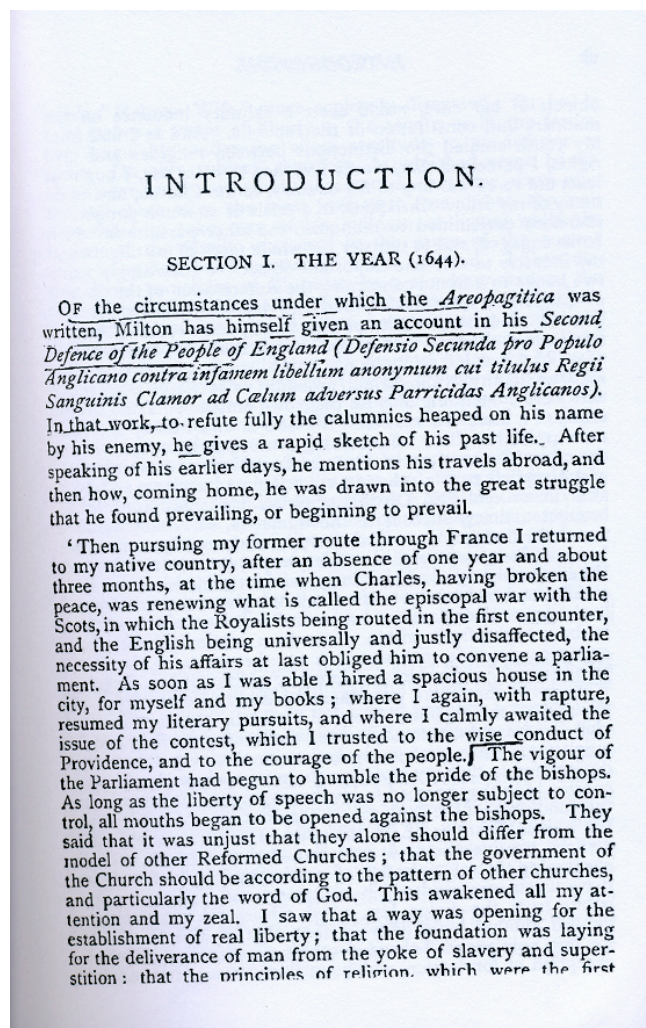 INTRODUCTION.
SECTION I. THE YEAR (1644).
OF the circumstances under which the Areopagitica was
written, Milton has himself given an account in his Second
Defence of the People of England (Defensio Secunda pro Populo
Anglicano contra infamem libellum anonymum cui titulus Regii
Sanguinis Clamor ad Cælum adversus Parricidas Anglicanos).
In that work, to refute fully the calumnies heaped on his name
by his enemy, he gives a rapid sketch of his past life. After
speaking of his earlier days, he mentions his travels abroad, and
then how, coming home, he was drawn into the great struggle
that he found prevailing, or beginning to prevail.
‘Then pursuing my former route through France I returned
to my native country, after an absence of one year and about
three months, at the time when Charles, having broken the
peace, was renewing what is called the episcopal war with the
Scots, in which the Royalists being routed in the first encounter,
and the English being universally and justly disaffected, the
necessity of his affairs at last obliged him to convene a parlia-
ment. As soon as I was able I hired a spacious house in the
city, for myself and my books; where I again, with rapture,
resumed my literary pursuits, and where I calmly awaited the
issue of the contest, which I trusted to the wise conduct of
Providence, and to the courage of the people. The vigour of
the Parliament had begun to humble the pride of the bishops.
As long as the liberty of speech was no longer subject to con-
trol, all mouths began to be opened against the bishops. They
said that it was unjust that they alone should differ from the
model of other Reformed Churches; that the government of
the Church should be according to the pattern of other churches,
and particularly the word of God. This awakened all my at-
tention and my zeal. I saw that a way was opening for the
establishment of real liberty; that the foundation was laying
for the deliverance of man from the yoke of slavery and super-
stition: that the principles of religion, which were the first